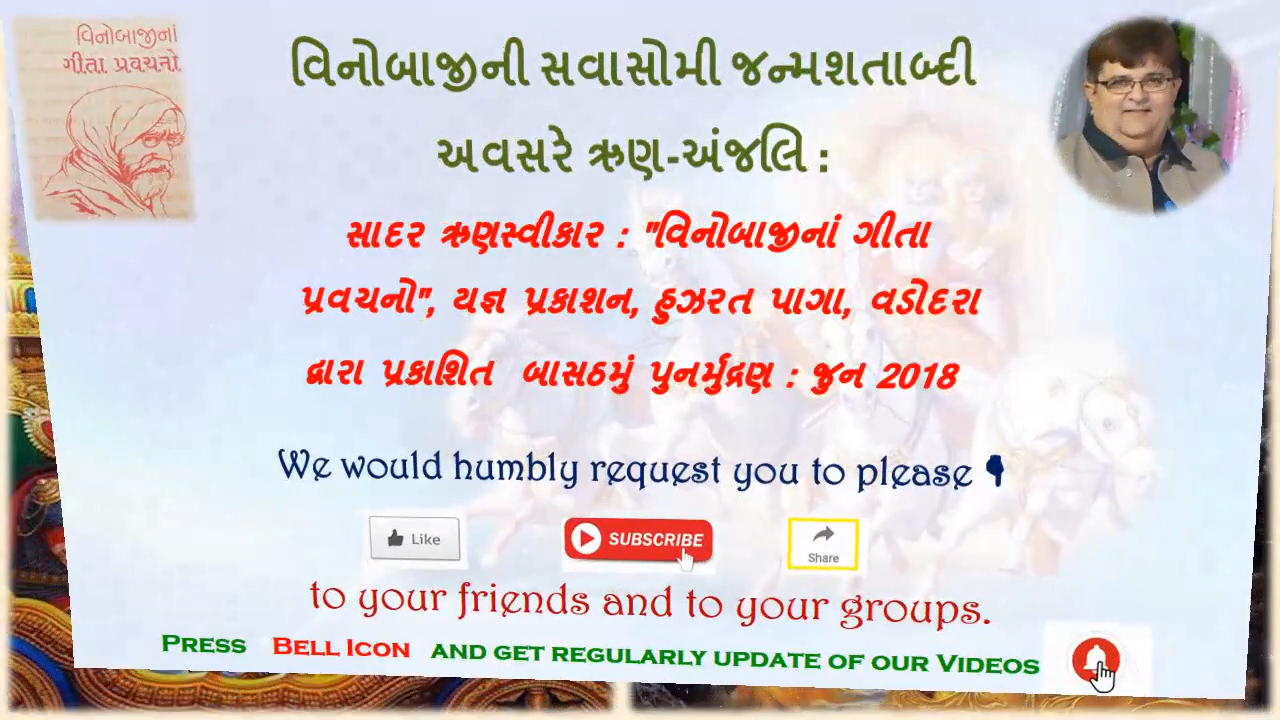 વિનોબાજીનાં
ગીતા પ્રવચનો
વિનોબાજીની સવાસોમી જન્મશતાબ્દી
અવસરે ઋણ-અંજલિ :
સાદર ઋણસ્વીકાર : "વિનોબાજીનાં ગીતા
પ્રવચનો", યજ્ઞ પ્રકાશન, હુઝરત પાગા, વડોદરા
દ્વારા પ્રકાશિત બાસઠમું પુનર્મુદ્રણ : જુન 2018
We would humbly request you to please
Like
SUBSCRIBE
Share
to your friends and to your groups.
PRESS BELL ICON AND GET REGULARLY UPDATE OF OUR VIDEOS